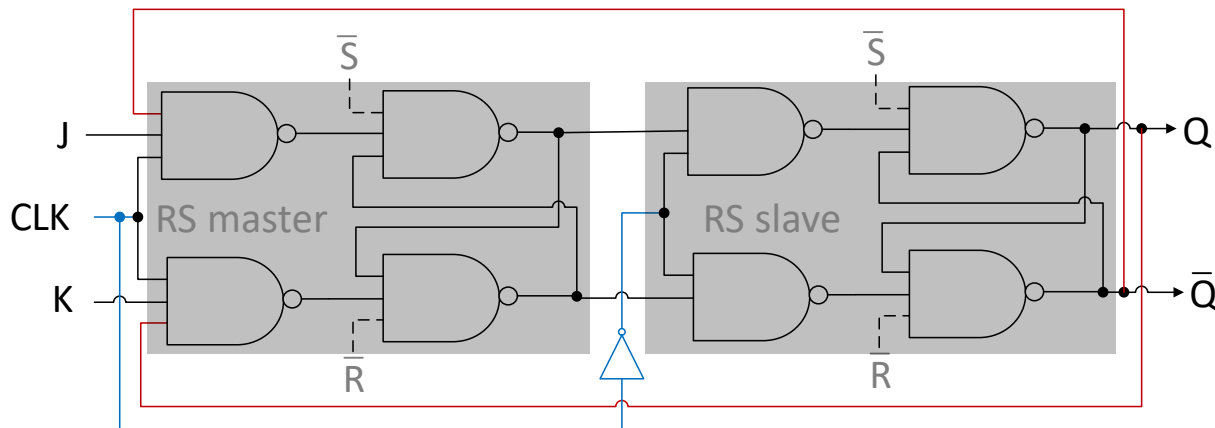 S̅
S̅
J
Q
CLK
RS master
RS slave
K
Q̅
R̅
R̅